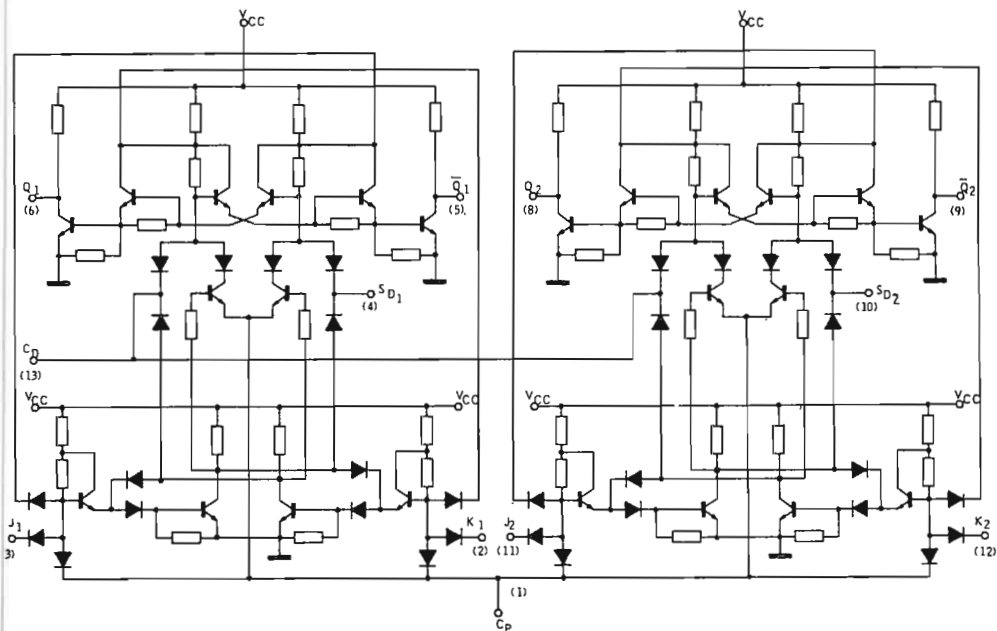 VCC VCC
Q1 Q̅1 Q2 Q̅2
(6) (5) (8) (9)
SD1 SD2
(4) (10)
CD
(13)
VCC VCC VCC VCC
J1 K1 J2 K2
3) (2) (11) (12)
(1)
CP